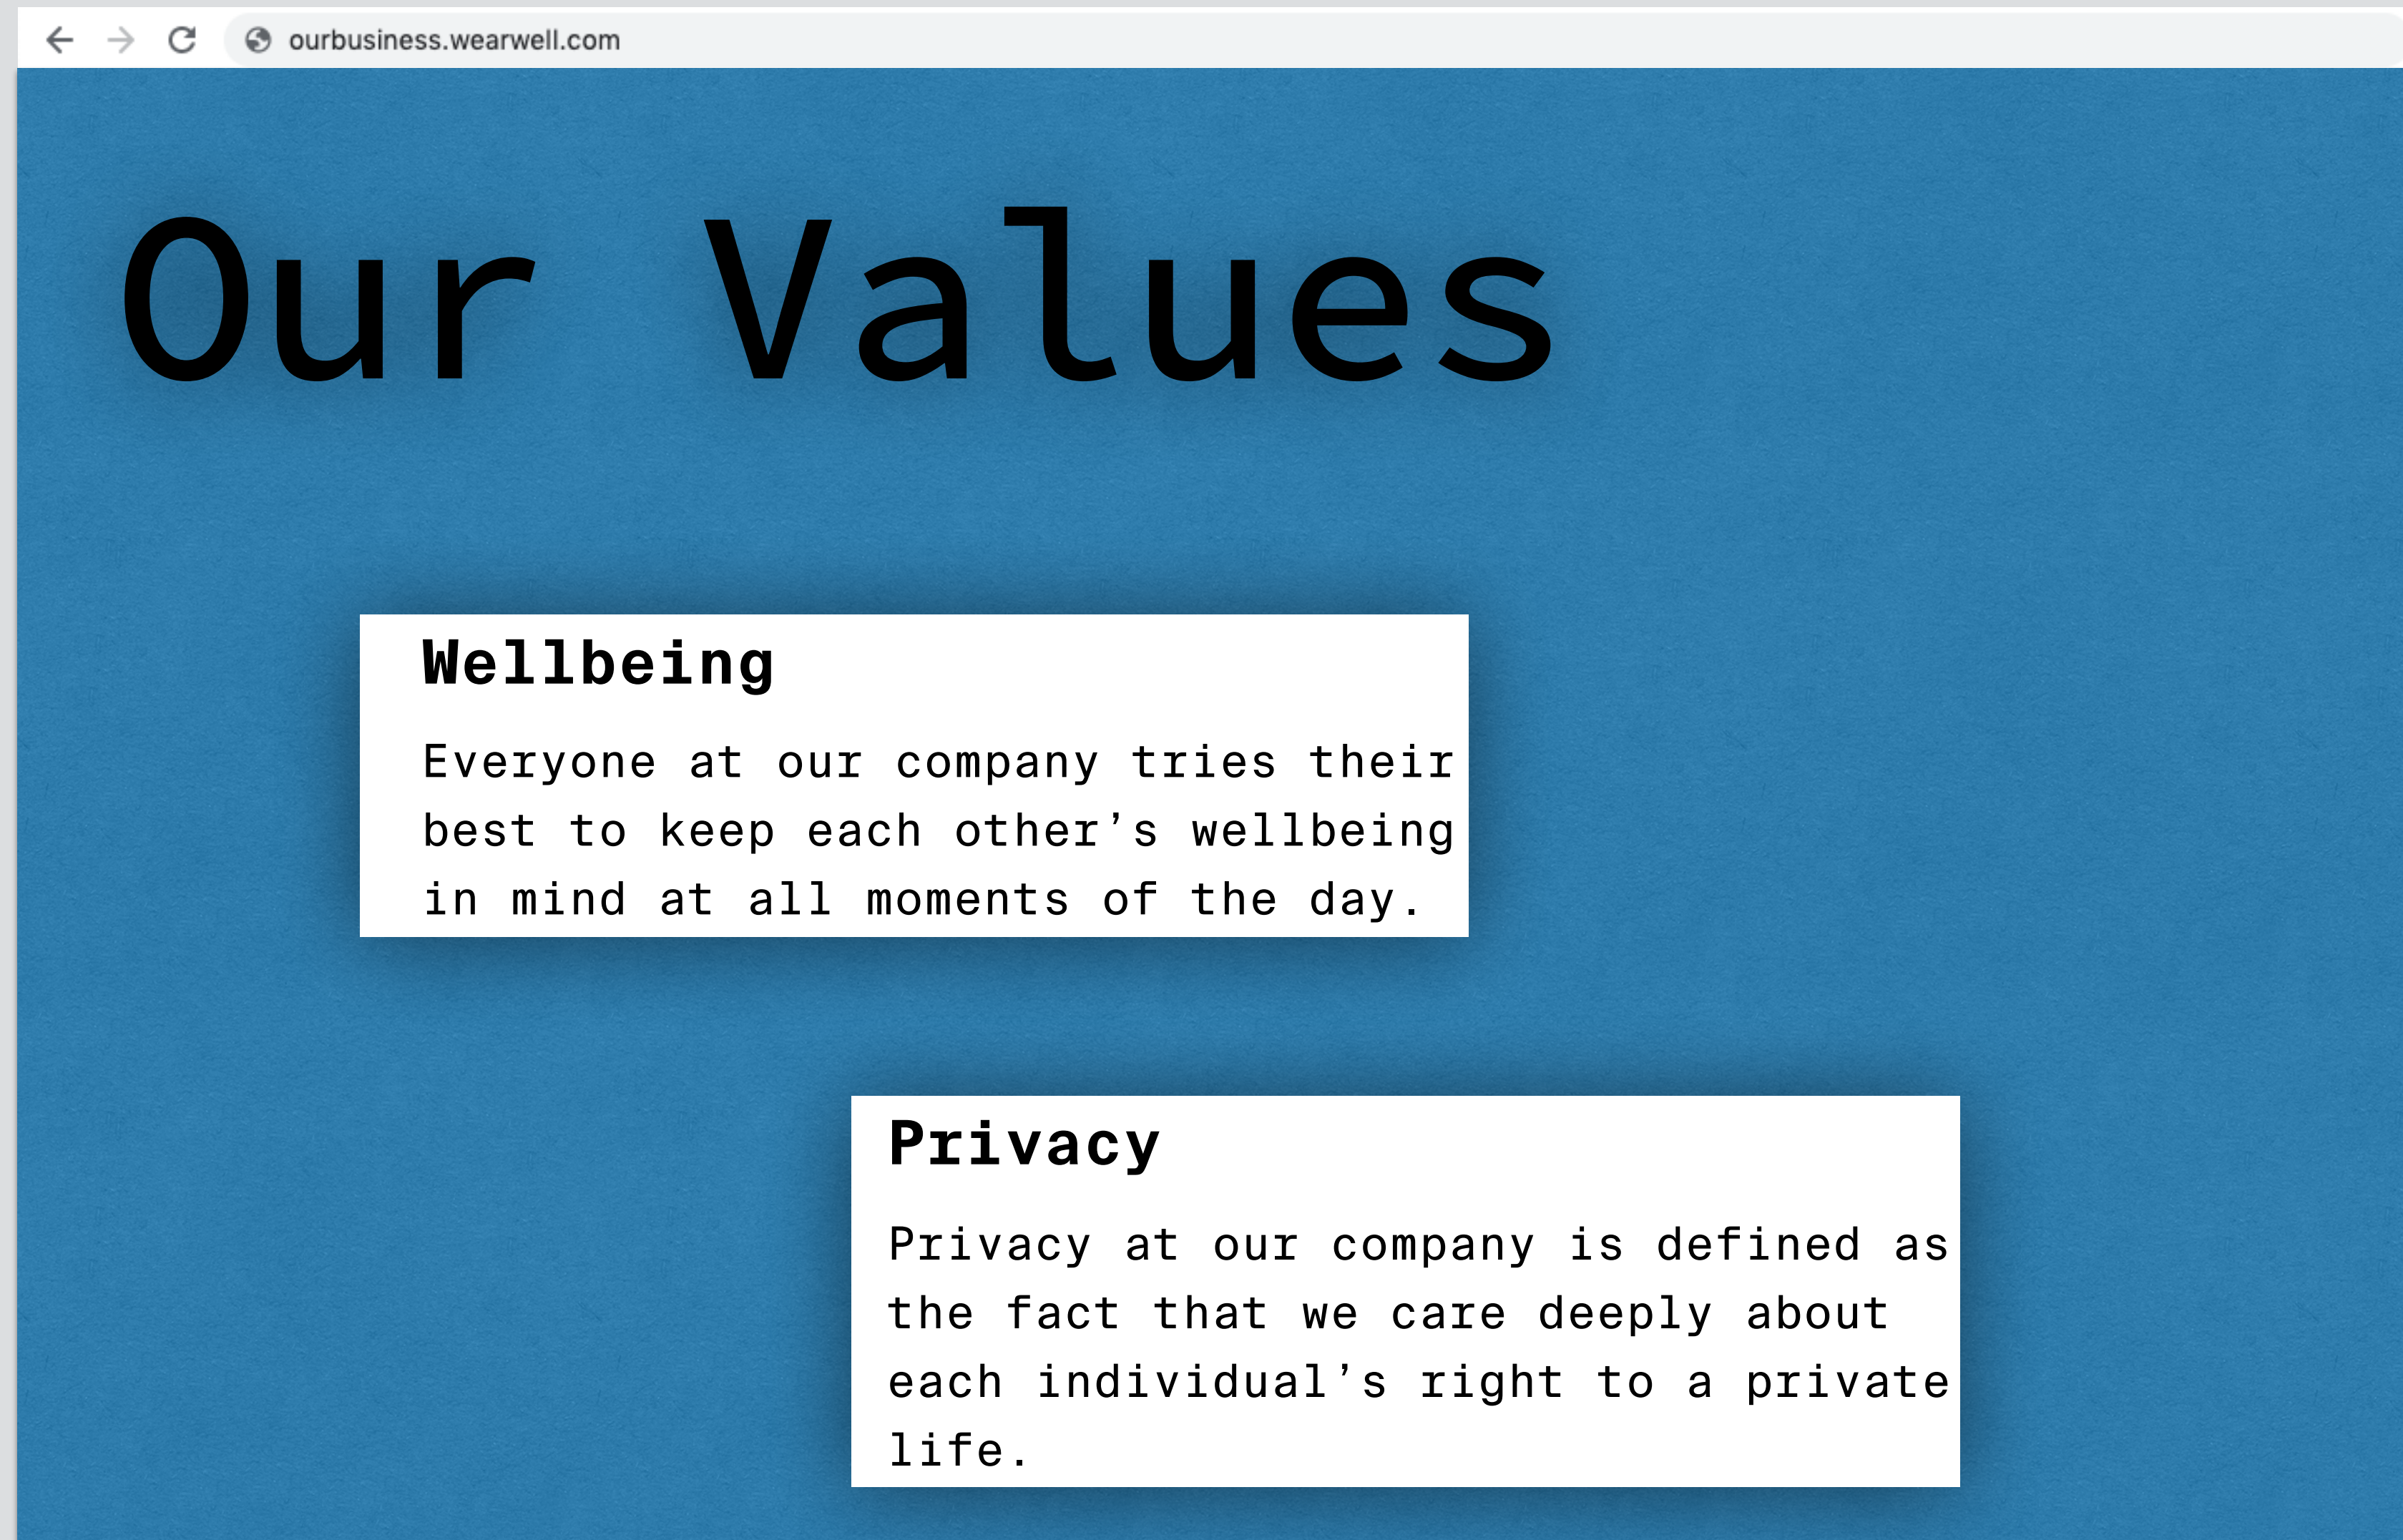 ourbusiness.wearwell.com
Our Values
Wellbeing
Everyone at our company tries their
best to keep each other’s wellbeing
in mind at all moments of the day.
Privacy
Privacy at our company is defined as
the fact that we care deeply about
each individual’s right to a private
life.